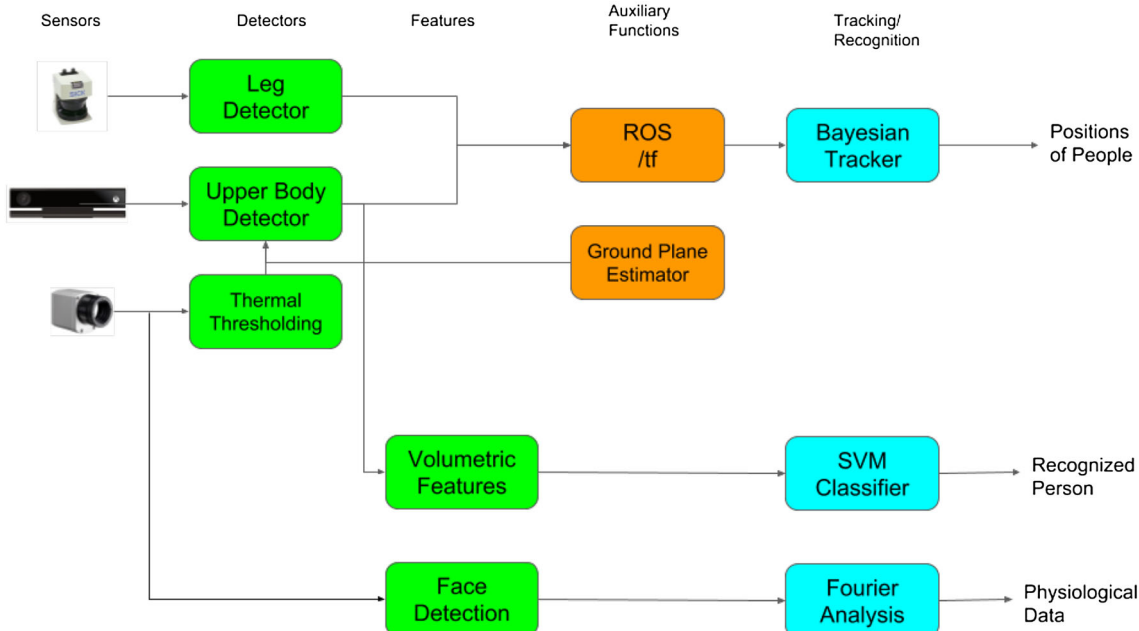 Sensors
Detectors
Features
Auxiliary
Functions
Tracking/
Recognition
Leg
Detector
ROS
/tf
Bayesian
Tracker
Positions
of People
Upper Body
Detector
Ground Plane
Estimator
Thermal
Thresholding
Volumetric
Features
SVM
Classifier
Recognized
Person
Face
Detection
Fourier
Analysis
Physiological
Data